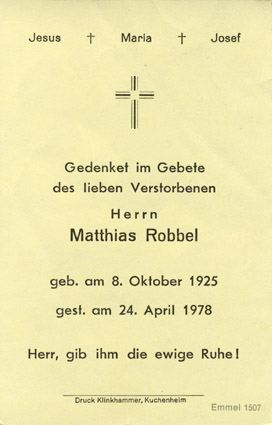 Jesus † Maria † Josef
Gedenket im Gebete
des lieben Verstorbenen
Herrn
Matthias Robbel
geb. am 8. Oktober 1925
gest. am 24. April 1978
Herr, gib ihm die ewige Ruhe!
Druck Klinkhammer, Kuchenheim
Emmel 1507